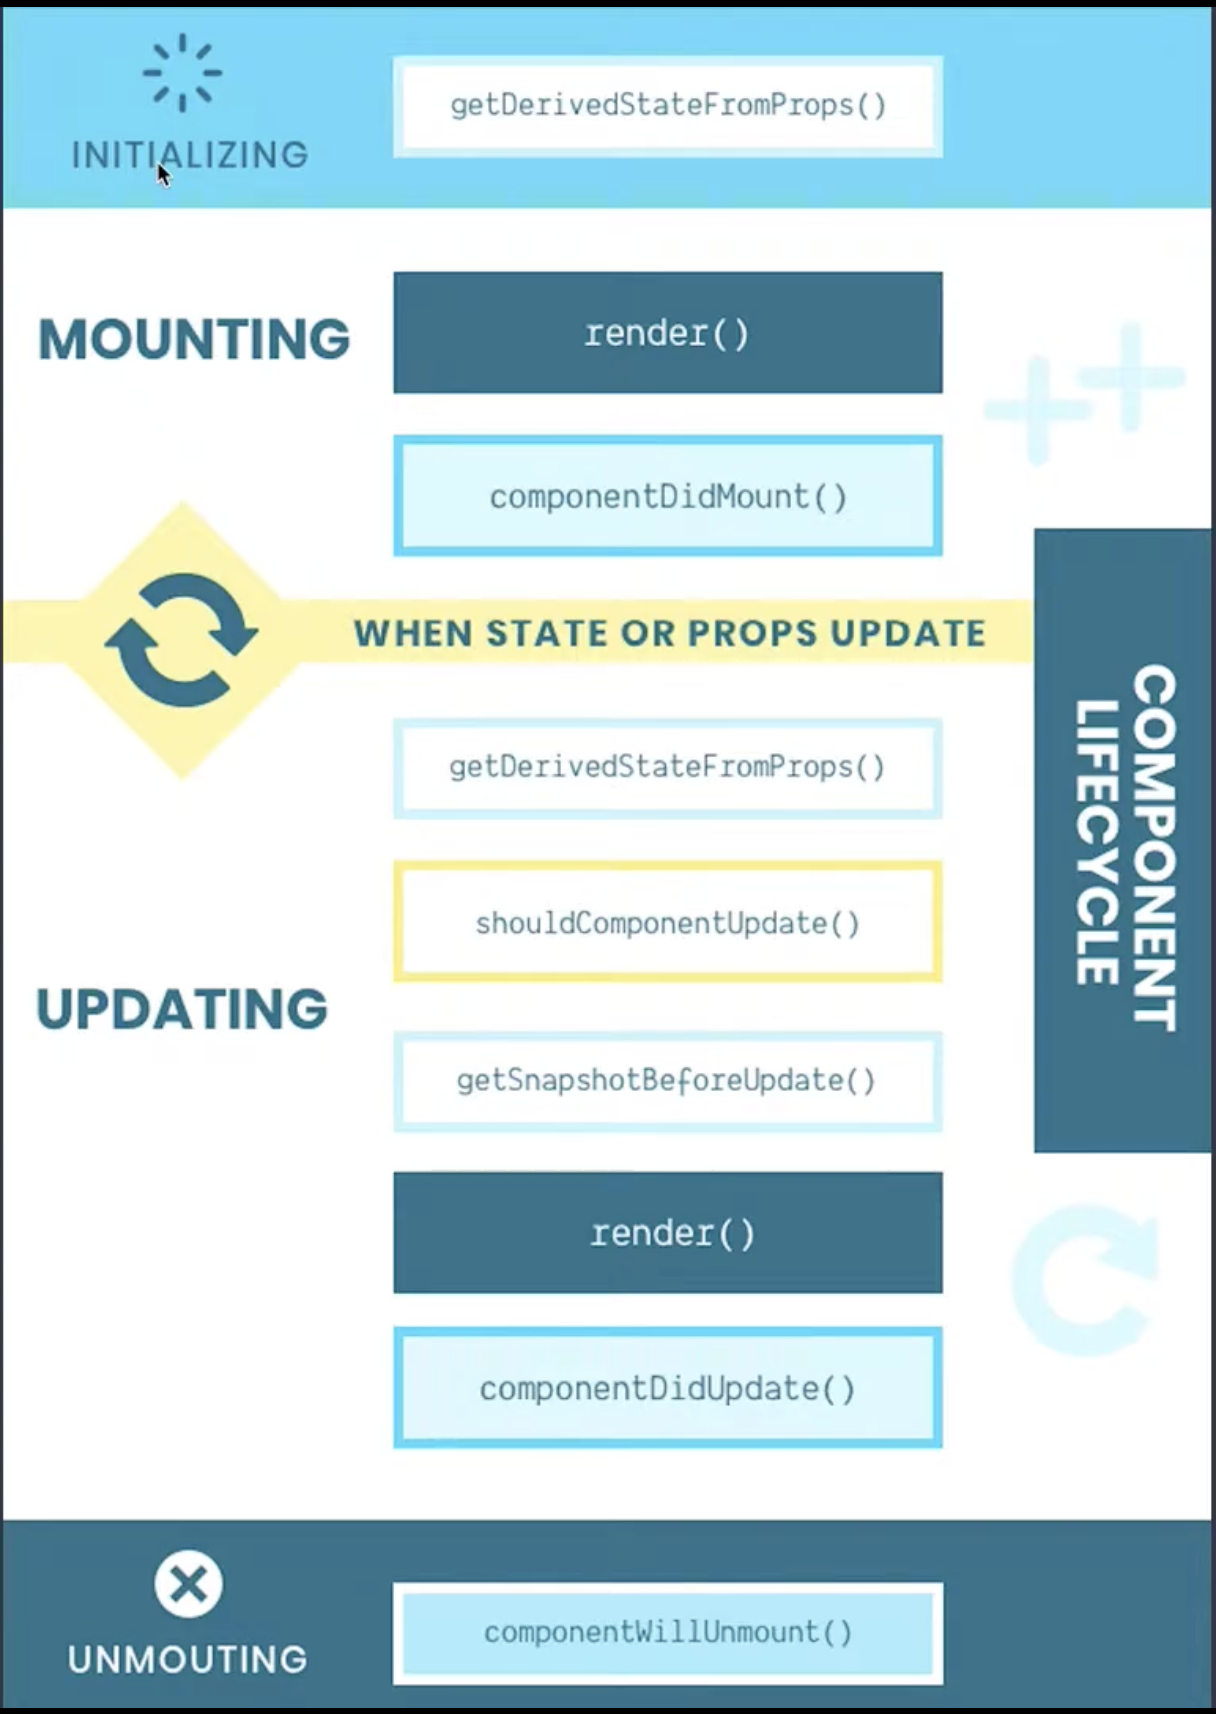 INITIALIZING
getDerivedStateFromProps()
MOUNTING
render()
componentDidMount()
WHEN STATE OR PROPS UPDATE
COMPONENT
LIFECYCLE
UPDATING
getDerivedStateFromProps()
shouldComponentUpdate()
getSnapshotBeforeUpdate()
render()
componentDidUpdate()
UNMOUTING
componentWillUnmount()